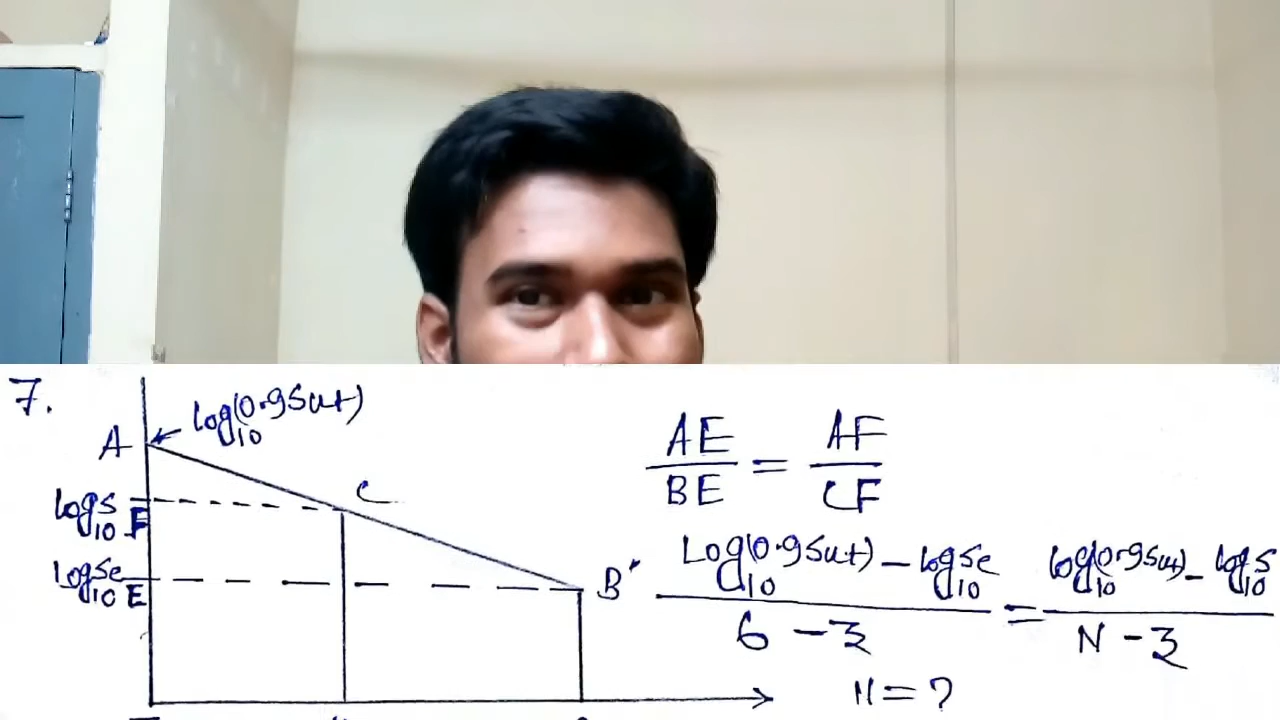 7.
log10(0.9Sut)
A
log10S
F
C
log10Se
E
B
AE/BE = AF/CF
(Log10(0.9Sut) - log10Se)/(6 - 3) = (log10(0.9Sut) - log10S)/(N - 3)
N = ?